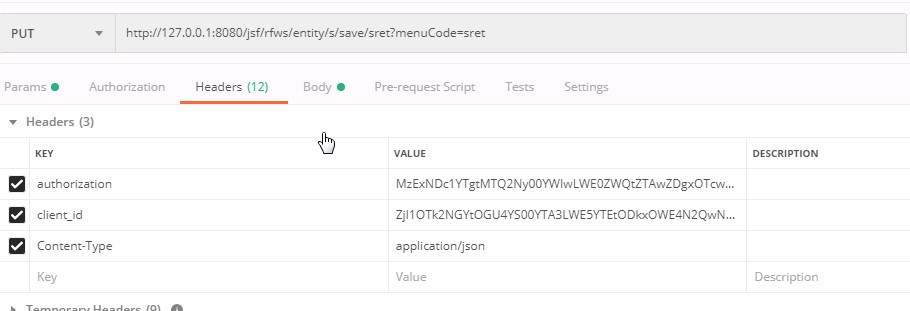 PUT http://127.0.0.1:8080/jsf/rfws/entity/s/save/sret?menuCode=sret
Params Authorization Headers (12) Body Pre-request Script Tests Settings
Headers (3)
KEY VALUE DESCRIPTION
authorization MzExNDc1YTgtMTQ2Ny00YWIwLWE0ZWQtZTAwZDgxOTcw...
client_id ZjI1OTk2NGYtOGU4YS00YTA3LWE5YTEtODkxOWE4N2QwN...
Content-Type application/json
Key Value Description
Temporary Headers (9)